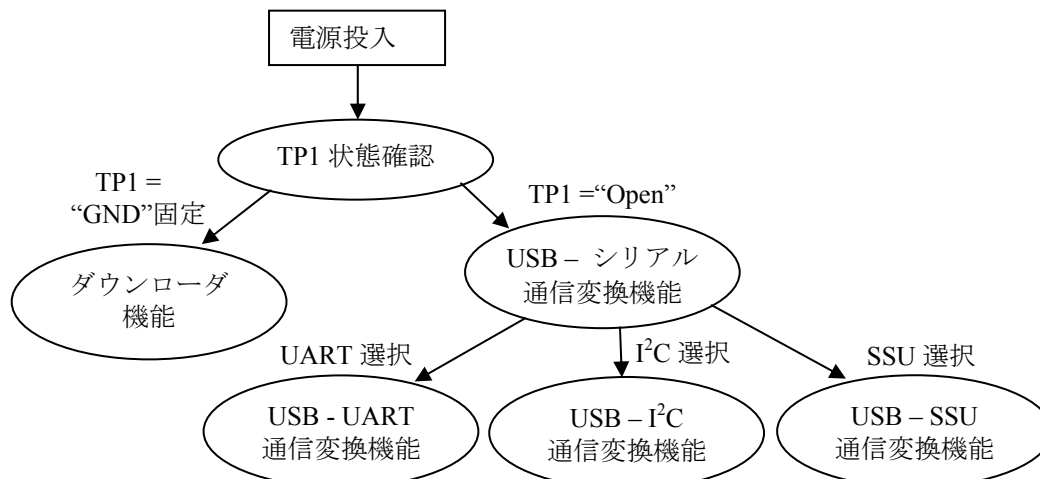 電源投入
TP1 状態確認
TP1 =
“GND”固定
TP1 =“Open”
ダウンローダ
機能
USB – シリアル
通信変換機能
UART 選択
I²C 選択
SSU 選択
USB - UART
通信変換機能
USB – I²C
通信変換機能
USB – SSU
通信変換機能